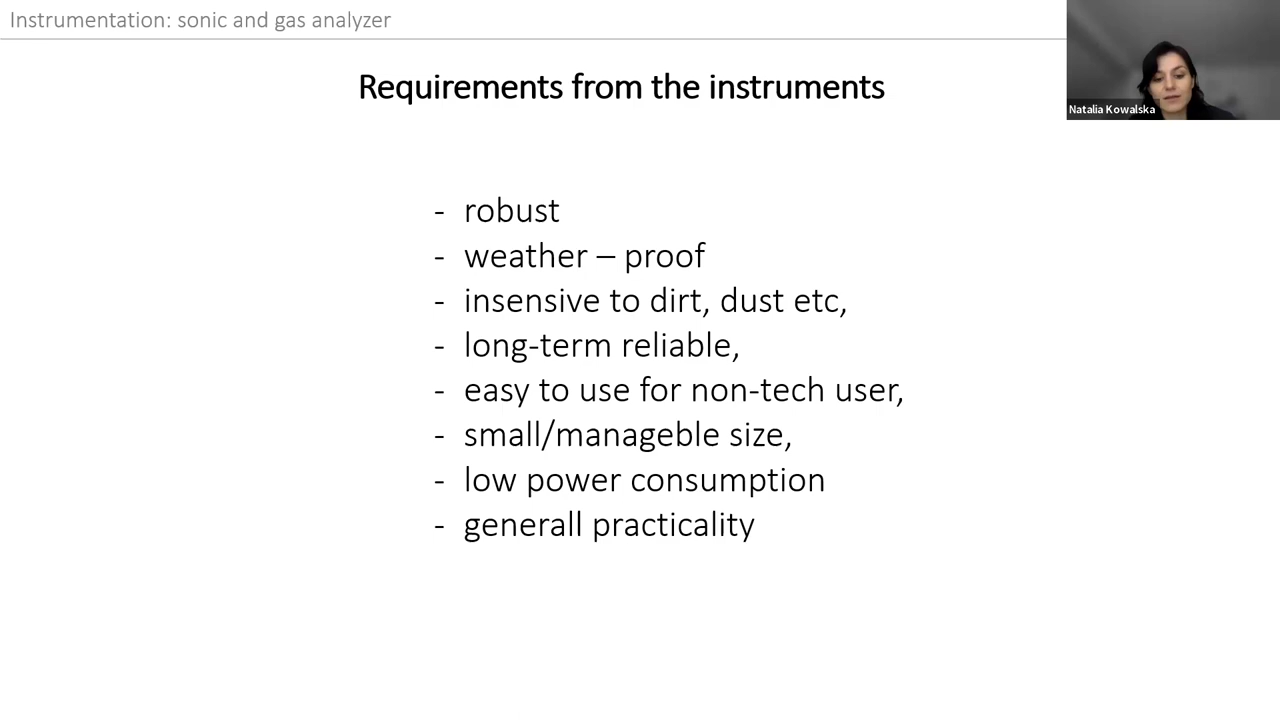 Instrumentation: sonic and gas analyzer
Natalia Kowalska
Requirements from the instruments
- robust
- weather – proof
- insensive to dirt, dust etc,
- long-term reliable,
- easy to use for non-tech user,
- small/manageble size,
- low power consumption
- generall practicality